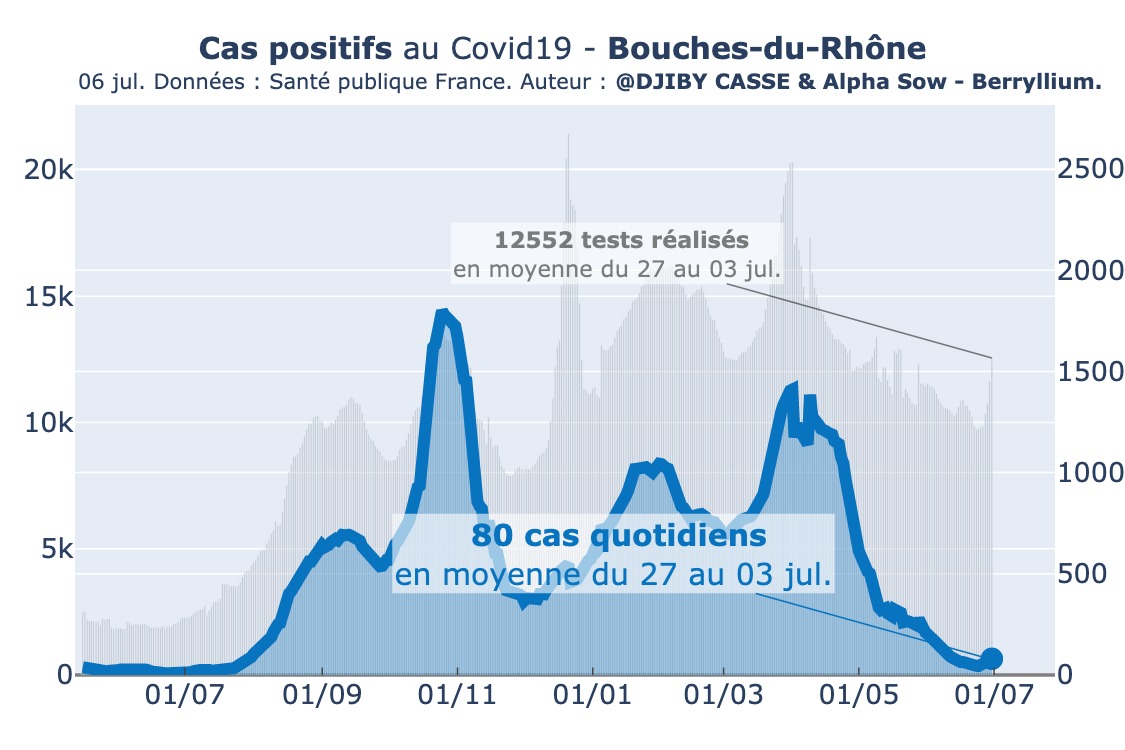 Cas positifs au Covid19 - Bouches-du-Rhône
06 jul. Données : Santé publique France. Auteur : @DJIBY CASSE & Alpha Sow - Berryllium.
20k
2500
12552 tests réalisés
en moyenne du 27 au 03 jul.
2000
15k
1500
10k
1000
80 cas quotidiens
5k
en moyenne du 27 au 03 jul.
500
0
0
01/07 01/09 01/11 01/01 01/03 01/05 01/07